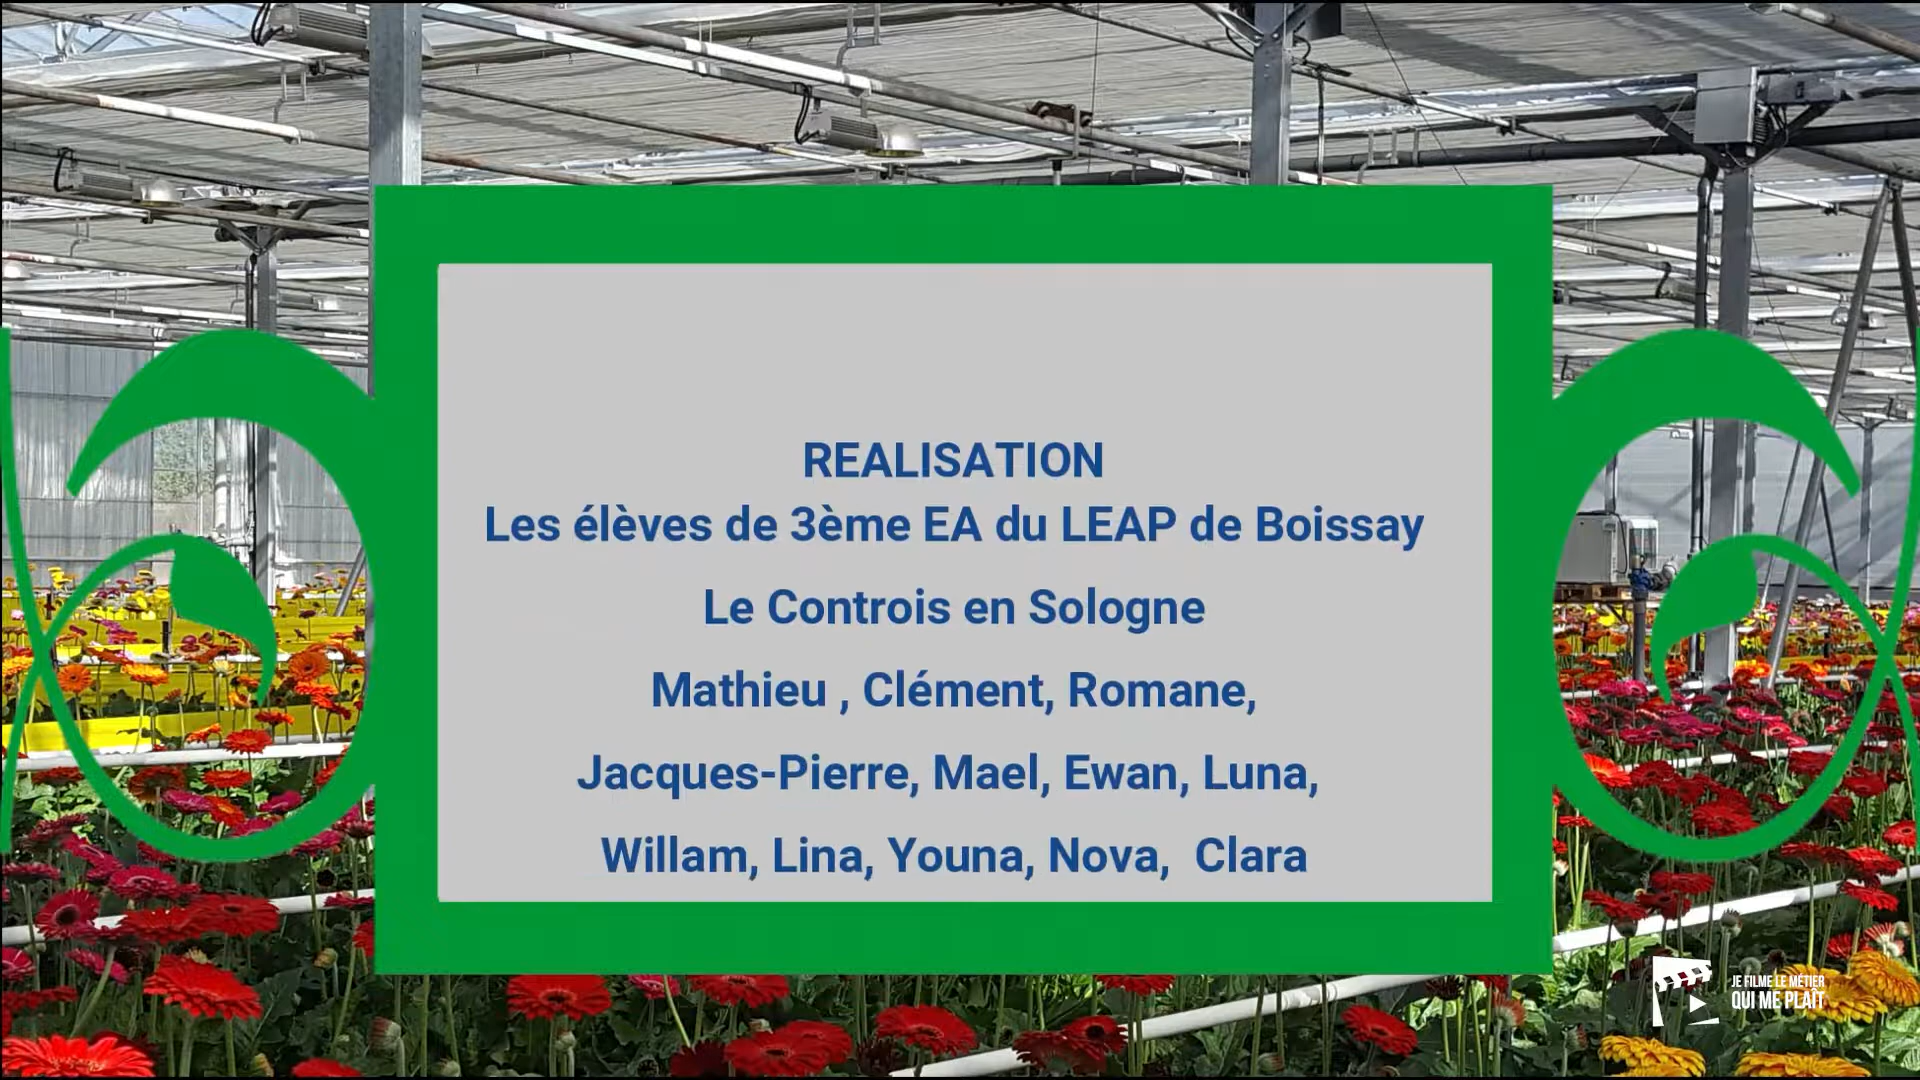 REALISATION
Les élèves de 3ème EA du LEAP de Boissay
Le Controis en Sologne
Mathieu , Clément, Romane,
Jacques-Pierre, Mael, Ewan, Luna,
Willam, Lina, Youna, Nova,  Clara
JE FILME LE MÉTIER
QUI ME PLAÎT